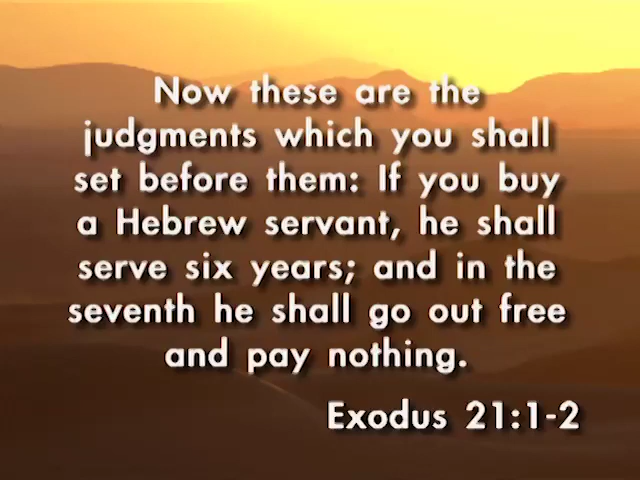 Now these are the
judgments which you shall
set before them: If you buy
a Hebrew servant, he shall
serve six years; and in the
seventh he shall go out free
and pay nothing.
Exodus 21:1-2